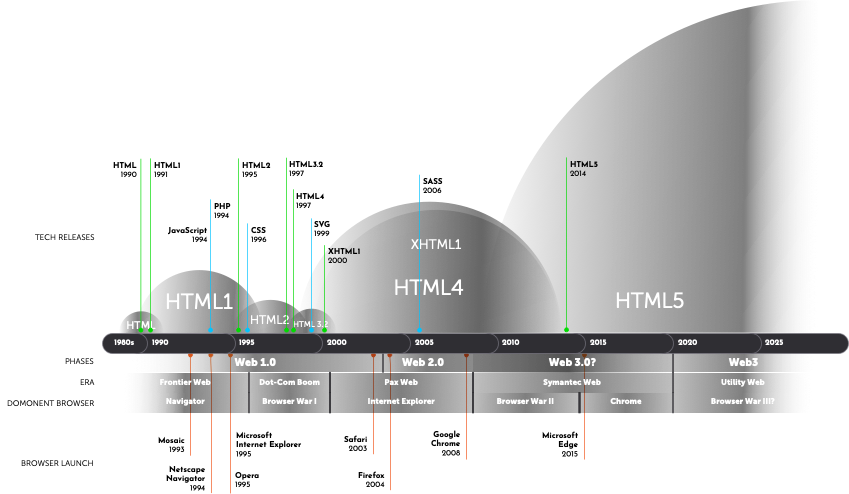 HTML
1990
HTML1
1991
HTML2
1995
HTML3.2
1997
HTML5
2014
SASS
2006
HTML4
1997
PHP
1994
JavaScript
1994
CSS
1996
SVG
1999
XHTML1
2000
TECH RELEASES
XHTML1
HTML4
HTML1
HTML5
HTML2
HTML 3.2
HTML
1980s
1990
1995
2000
2005
2010
2015
2020
2025
PHASES
Web 1.0
Web 2.0
Web 3.0?
Web3
ERA
Frontier Web
Dot-Com Boom
Pax Web
Symantec Web
Utility Web
DOMONENT BROWSER
Navigator
Browser War I
Internet Explorer
Browser War II
Chrome
Browser War III?
Mosaic
1993
Microsoft
Internet Explorer
1995
Safari
2003
Google
Chrome
2008
Microsoft
Edge
2015
BROWSER LAUNCH
Netscape
Navigator
1994
Opera
1995
Firefox
2004